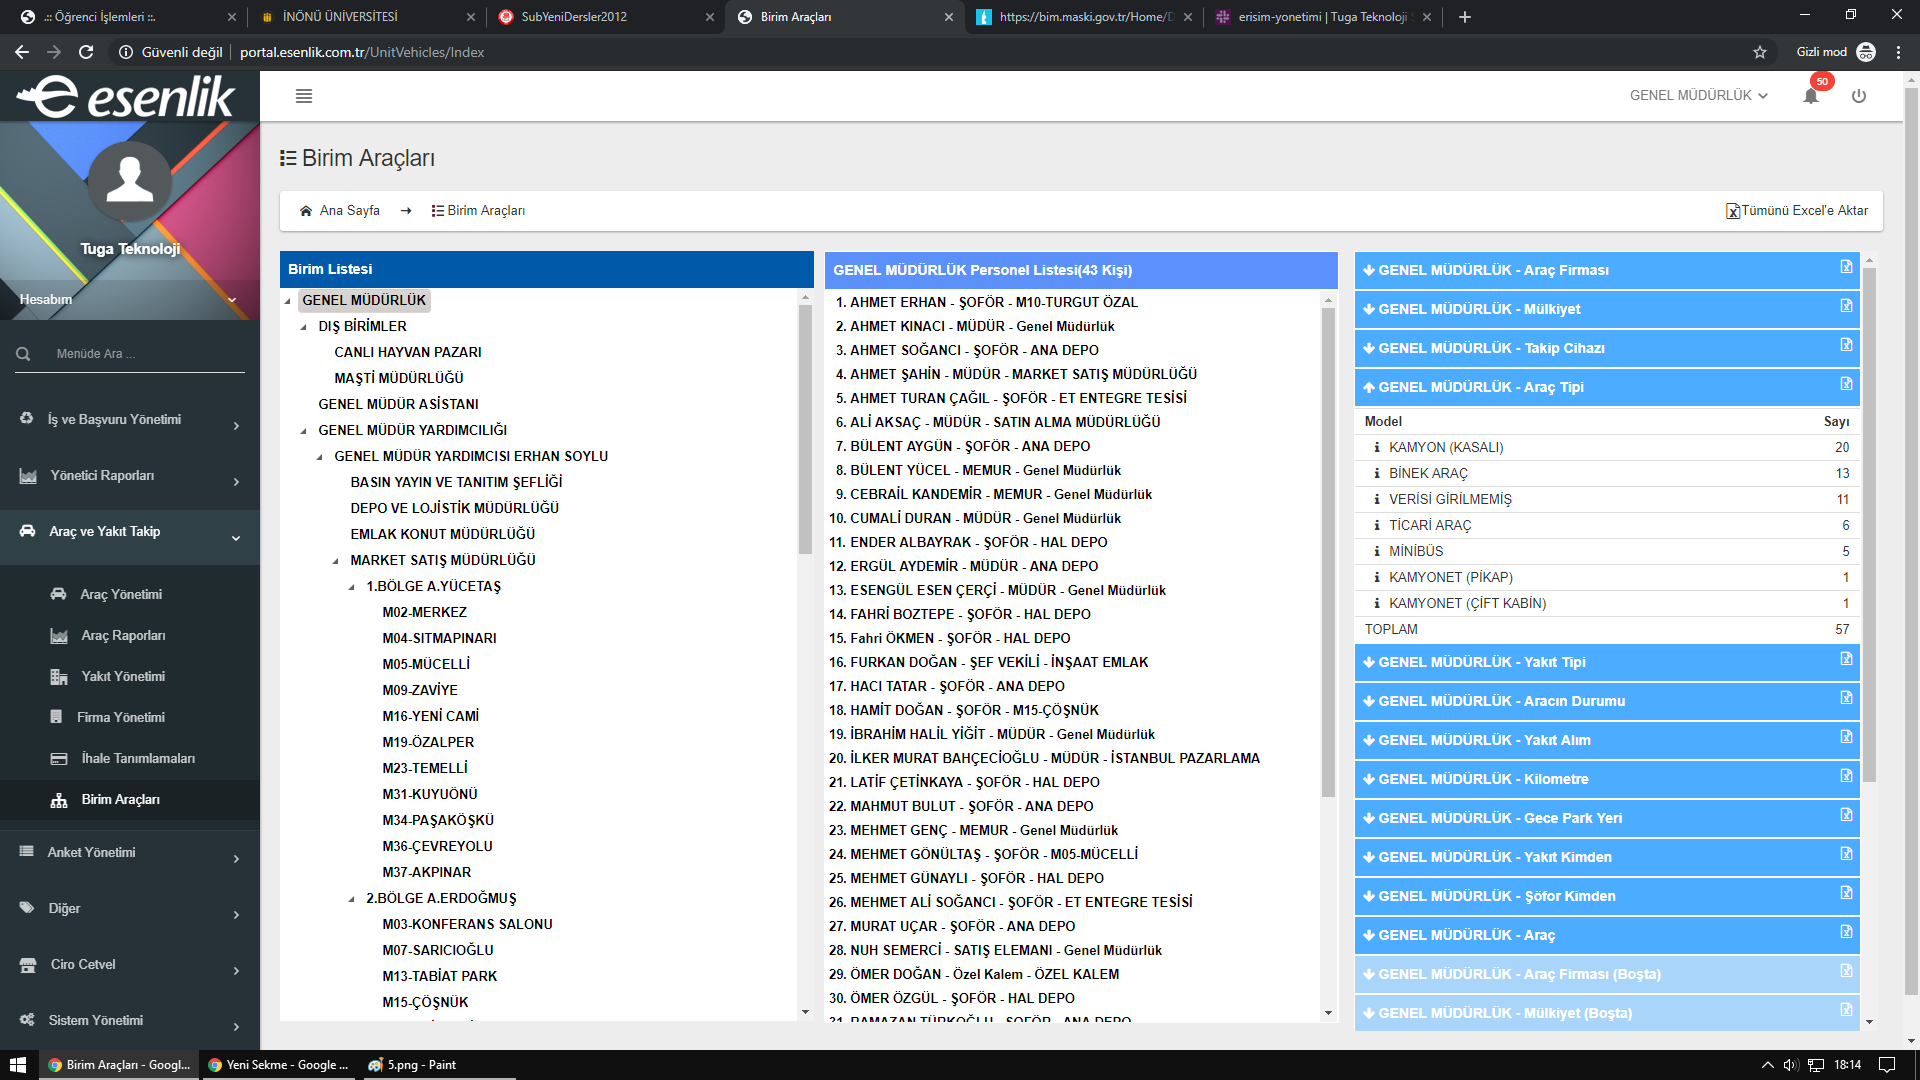 .:: Öğrenci İşlemleri ::.
İNÖNÜ ÜNİVERSİTESİ
SubYeniDersler2012
Birim Araçları
https://bim.maski.gov.tr/Home/D
erisim-yonetimi | Tuga Teknoloji
Güvenli değil
portal.esenlik.com.tr/UnitVehicles/Index
Gizli mod
esenlik
Tuga Teknoloji
Hesabım
Menüde Ara ...
İş ve Başvuru Yönetimi
Yönetici Raporları
Araç ve Yakıt Takip
Araç Yönetimi
Araç Raporları
Yakıt Yönetimi
Firma Yönetimi
İhale Tanımlamaları
Birim Araçları
Anket Yönetimi
Diğer
Ciro Cetvel
Sistem Yönetimi
GENEL MÜDÜRLÜK
50
Birim Araçları
Ana Sayfa → Birim Araçları
Tümünü Excel'e Aktar
Birim Listesi
GENEL MÜDÜRLÜK
DIŞ BİRİMLER
CANLI HAYVAN PAZARI
MAŞTİ MÜDÜRLÜĞÜ
GENEL MÜDÜR ASİSTANI
GENEL MÜDÜR YARDIMCILIĞI
GENEL MÜDÜR YARDIMCISI ERHAN SOYLU
BASIN YAYIN VE TANITIM ŞEFLİĞİ
DEPO VE LOJİSTİK MÜDÜRLÜĞÜ
EMLAK KONUT MÜDÜRLÜĞÜ
MARKET SATIŞ MÜDÜRLÜĞÜ
1.BÖLGE A.YÜCETAŞ
M02-MERKEZ
M04-SITMAPINARI
M05-MÜCELLİ
M09-ZAVİYE
M16-YENİ CAMİ
M19-ÖZALPER
M23-TEMELLİ
M31-KUYUÖNÜ
M34-PAŞAKÖŞKÜ
M36-ÇEVREYOLU
M37-AKPINAR
2.BÖLGE A.ERDOĞMUŞ
M03-KONFERANS SALONU
M07-SARICIOĞLU
M13-TABİAT PARK
M15-ÇÖŞNÜK
GENEL MÜDÜRLÜK Personel Listesi(43 Kişi)
1. AHMET ERHAN - ŞOFÖR - M10-TURGUT ÖZAL
2. AHMET KINACI - MÜDÜR - Genel Müdürlük
3. AHMET SOĞANCI - ŞOFÖR - ANA DEPO
4. AHMET ŞAHİN - MÜDÜR - MARKET SATIŞ MÜDÜRLÜĞÜ
5. AHMET TURAN ÇAĞIL - ŞOFÖR - ET ENTEGRE TESİSİ
6. ALİ AKSAÇ - MÜDÜR - SATIN ALMA MÜDÜRLÜĞÜ
7. BÜLENT AYGÜN - ŞOFÖR - ANA DEPO
8. BÜLENT YÜCEL - MEMUR - Genel Müdürlük
9. CEBRAİL KANDEMİR - MEMUR - Genel Müdürlük
10. CUMALİ DURAN - MÜDÜR - Genel Müdürlük
11. ENDER ALBAYRAK - ŞOFÖR - HAL DEPO
12. ERGÜL AYDEMİR - MÜDÜR - ANA DEPO
13. ESENGÜL ESEN ÇERÇİ - MÜDÜR - Genel Müdürlük
14. FAHRİ BOZTEPE - ŞOFÖR - HAL DEPO
15. Fahri ÖKMEN - ŞOFÖR - HAL DEPO
16. FURKAN DOĞAN - ŞEF VEKİLİ - İNŞAAT EMLAK
17. HACI TATAR - ŞOFÖR - ANA DEPO
18. HAMİT DOĞAN - ŞOFÖR - M15-ÇÖŞNÜK
19. İBRAHİM HALİL YİĞİT - MÜDÜR - Genel Müdürlük
20. İLKER MURAT BAHÇECİOĞLU - MÜDÜR - İSTANBUL PAZARLAMA
21. LATİF ÇETİNKAYA - ŞOFÖR - HAL DEPO
22. MAHMUT BULUT - ŞOFÖR - ANA DEPO
23. MEHMET GENÇ - MEMUR - Genel Müdürlük
24. MEHMET GÖNÜLTAŞ - ŞOFÖR - M05-MÜCELLİ
25. MEHMET GÜNAYLI - ŞOFÖR - HAL DEPO
26. MEHMET ALİ SOĞANCI - ŞOFÖR - ET ENTEGRE TESİSİ
27. MURAT UÇAR - ŞOFÖR - ANA DEPO
28. NUH SEMERCİ - SATIŞ ELEMANI - Genel Müdürlük
29. ÖMER DOĞAN - Özel Kalem - ÖZEL KALEM
30. ÖMER ÖZGÜL - ŞOFÖR - HAL DEPO
31. RAMAZAN TÜRKOĞLU - ŞOFÖR - ANA DEPO
GENEL MÜDÜRLÜK - Araç Firması
GENEL MÜDÜRLÜK - Mülkiyet
GENEL MÜDÜRLÜK - Takip Cihazı
GENEL MÜDÜRLÜK - Araç Tipi
Model Sayı
KAMYON (KASALI) 20
BİNEK ARAÇ 13
VERİSİ GİRİLMEMİŞ 11
TİCARİ ARAÇ 6
MİNİBÜS 5
KAMYONET (PİKAP) 1
KAMYONET (ÇİFT KABİN) 1
TOPLAM 57
GENEL MÜDÜRLÜK - Yakıt Tipi
GENEL MÜDÜRLÜK - Aracın Durumu
GENEL MÜDÜRLÜK - Yakıt Alım
GENEL MÜDÜRLÜK - Kilometre
GENEL MÜDÜRLÜK - Gece Park Yeri
GENEL MÜDÜRLÜK - Yakıt Kimden
GENEL MÜDÜRLÜK - Şöfor Kimden
GENEL MÜDÜRLÜK - Araç
GENEL MÜDÜRLÜK - Araç Firması (Boşta)
GENEL MÜDÜRLÜK - Mülkiyet (Boşta)
Birim Araçları - Googl...
Yeni Sekme - Google ...
5.png - Paint
18:14